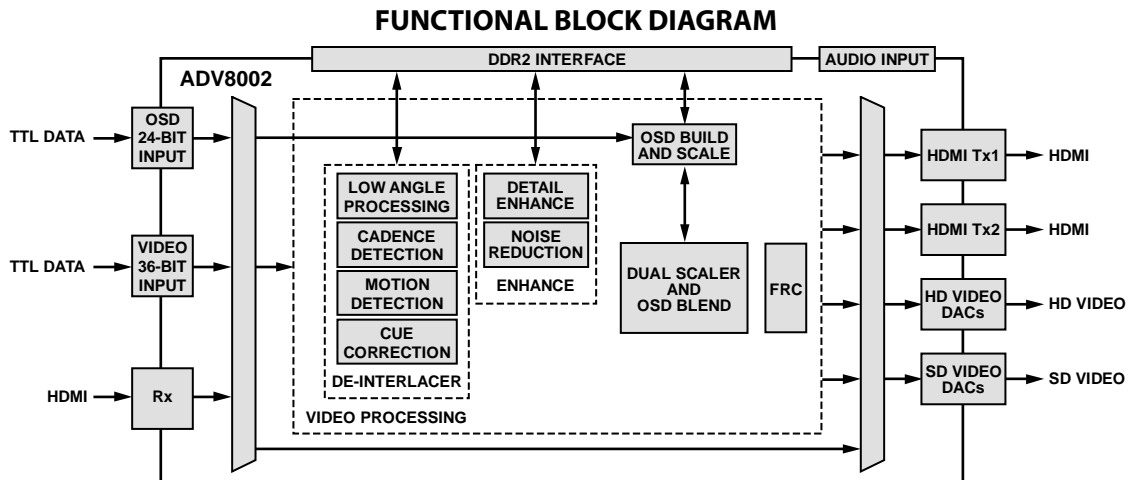 FUNCTIONAL BLOCK DIAGRAM
DDR2 INTERFACE
AUDIO INPUT
ADV8002
TTL DATA
OSD
24-BIT
INPUT
OSD BUILD
AND SCALE
HDMI Tx1
HDMI
LOW ANGLE
PROCESSING
DETAIL
ENHANCE
CADENCE
DETECTION
NOISE
REDUCTION
HDMI Tx2
HDMI
TTL DATA
VIDEO
36-BIT
INPUT
MOTION
DETECTION
ENHANCE
DUAL SCALER
AND
OSD BLEND
FRC
HD VIDEO
DACs
HD VIDEO
CUE
CORRECTION
DE-INTERLACER
SD VIDEO
DACs
SD VIDEO
HDMI
Rx
VIDEO PROCESSING